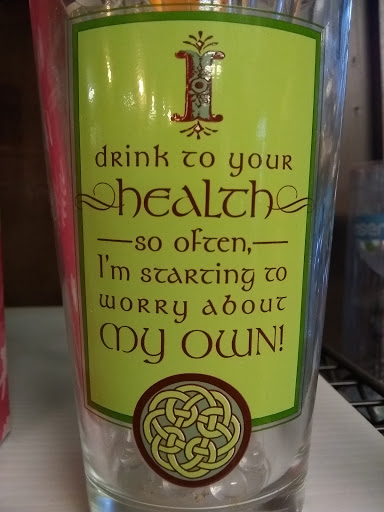 I
drink to your
health
so often,
I'm starting to
worry about
my own!